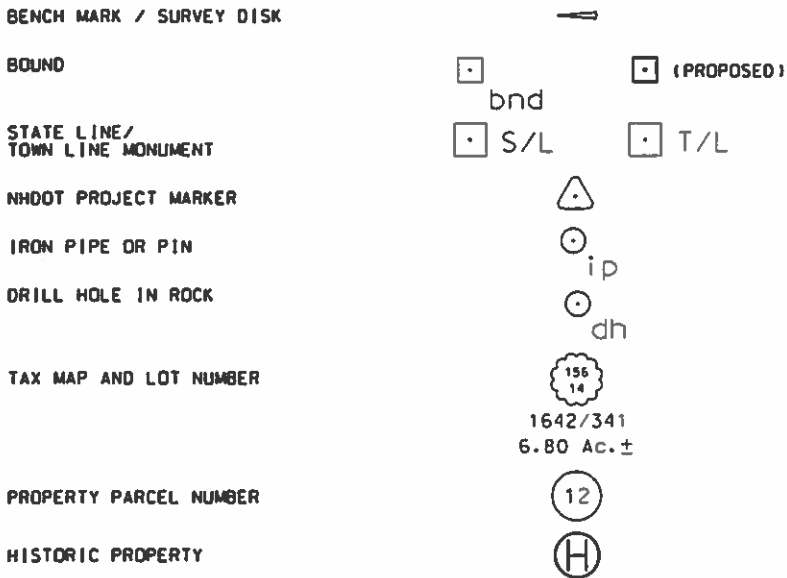 BENCH MARK / SURVEY DISK
BOUND
bnd
(PROPOSED)
STATE LINE/
TOWN LINE MONUMENT
S/L
T/L
NHDOT PROJECT MARKER
IRON PIPE OR PIN
ip
DRILL HOLE IN ROCK
dh
TAX MAP AND LOT NUMBER
156
14
1642/341
6.80 Ac.±
PROPERTY PARCEL NUMBER
12
HISTORIC PROPERTY
H